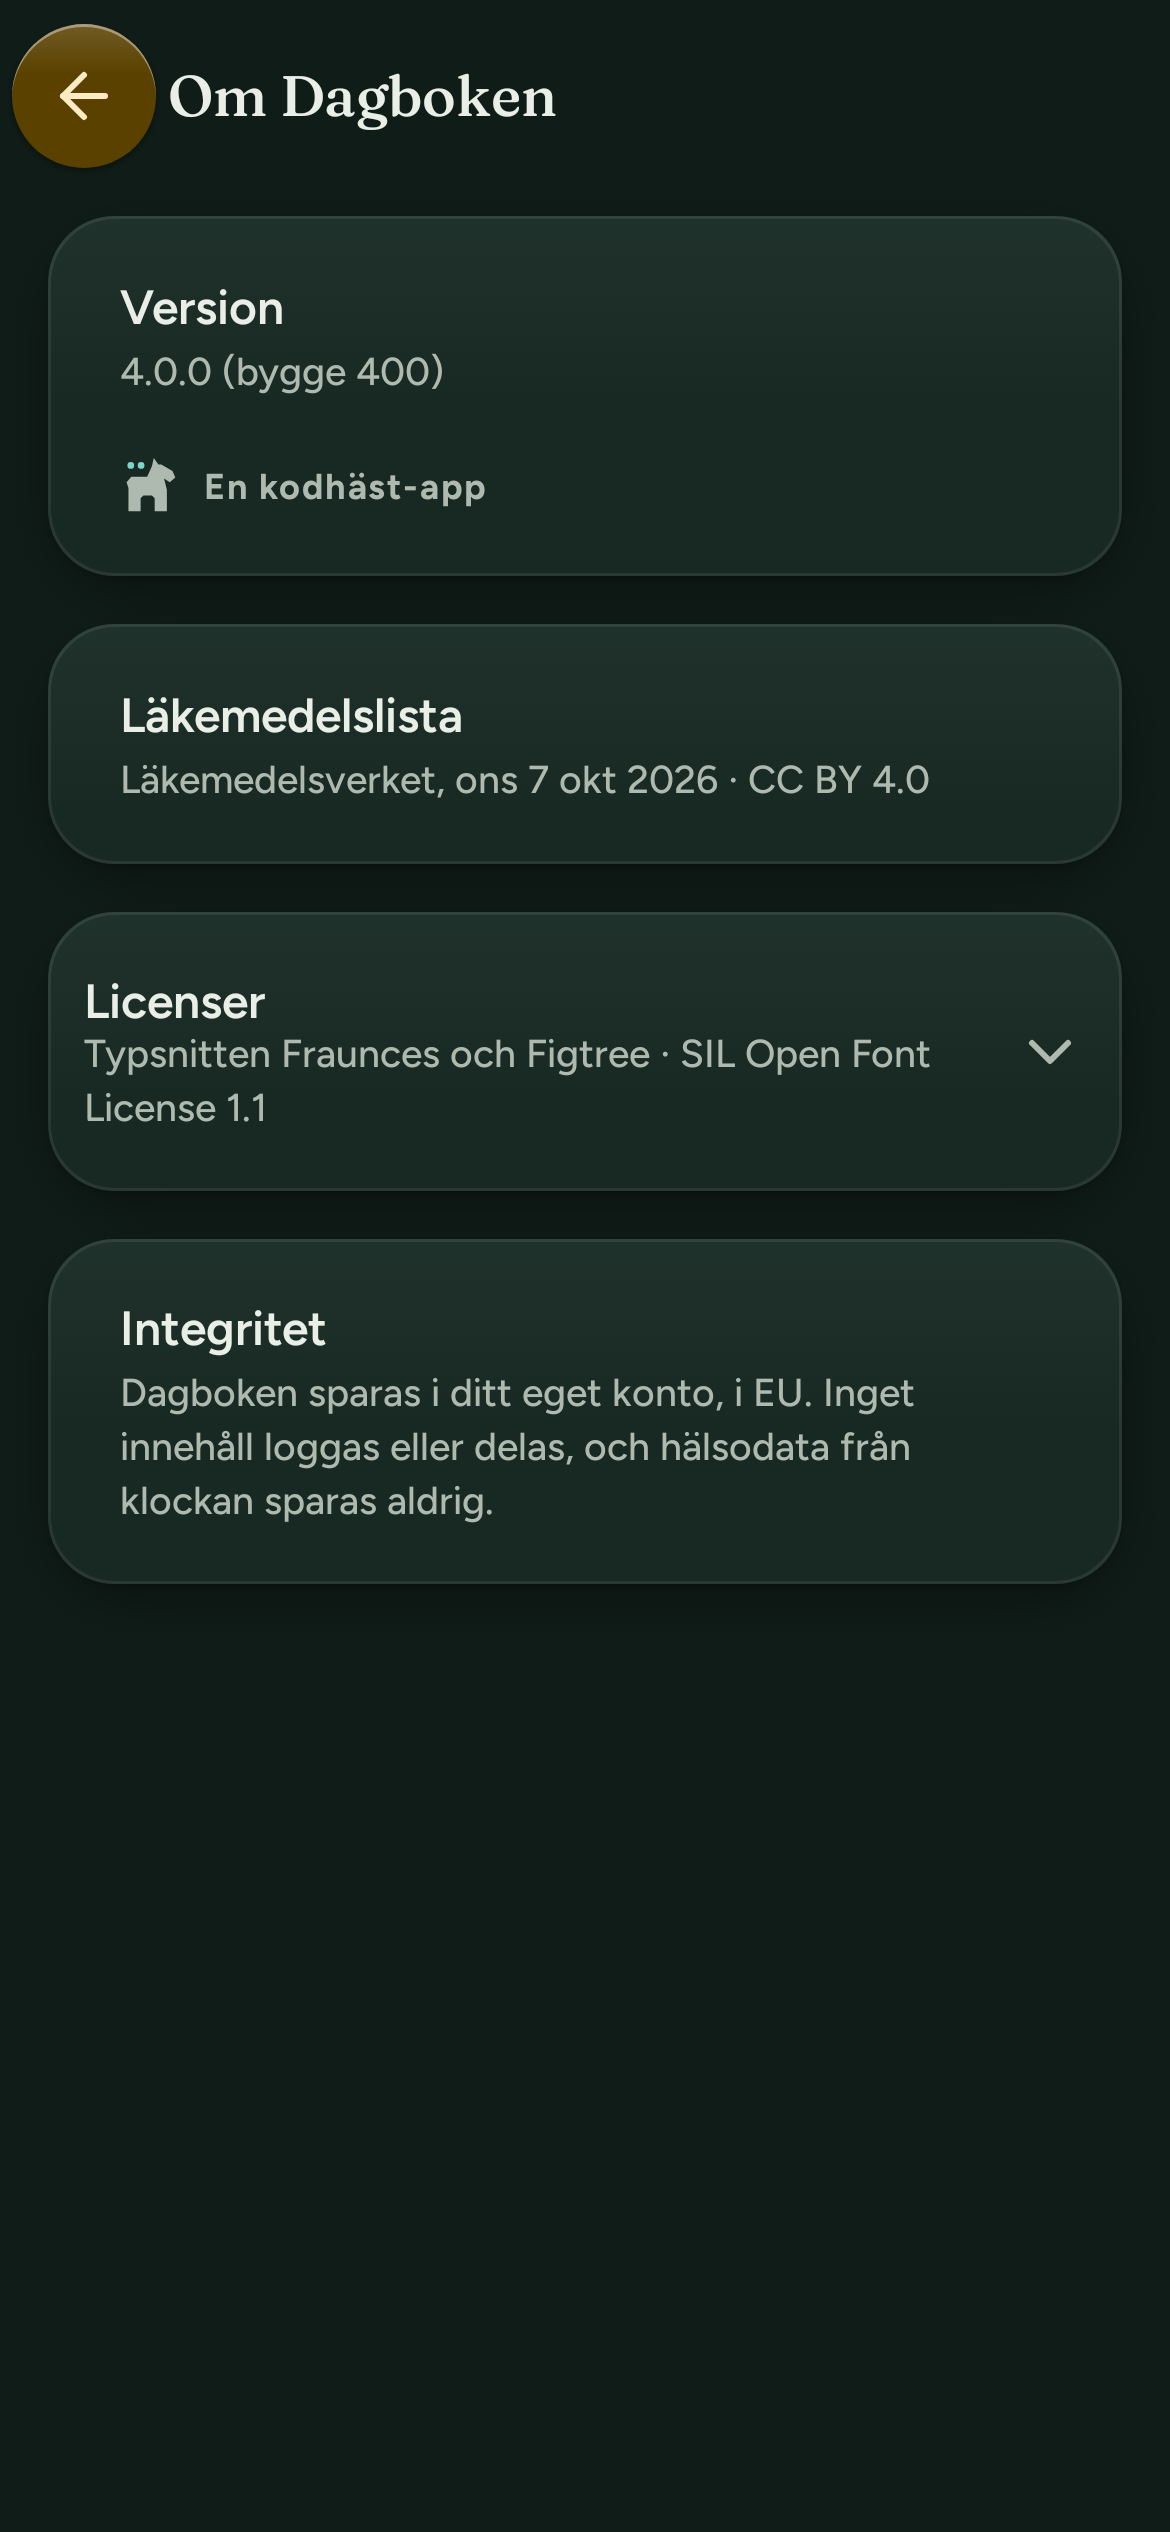 Om Dagboken
Version
4.0.0 (bygge 400)
En kodhäst-app
Läkemedelslista
Läkemedelsverket, ons 7 okt 2026 · CC BY 4.0
Licenser
Typsnitten Fraunces och Figtree · SIL Open Font
License 1.1
Integritet
Dagboken sparas i ditt eget konto, i EU. Inget
innehåll loggas eller delas, och hälsodata från
klockan sparas aldrig.